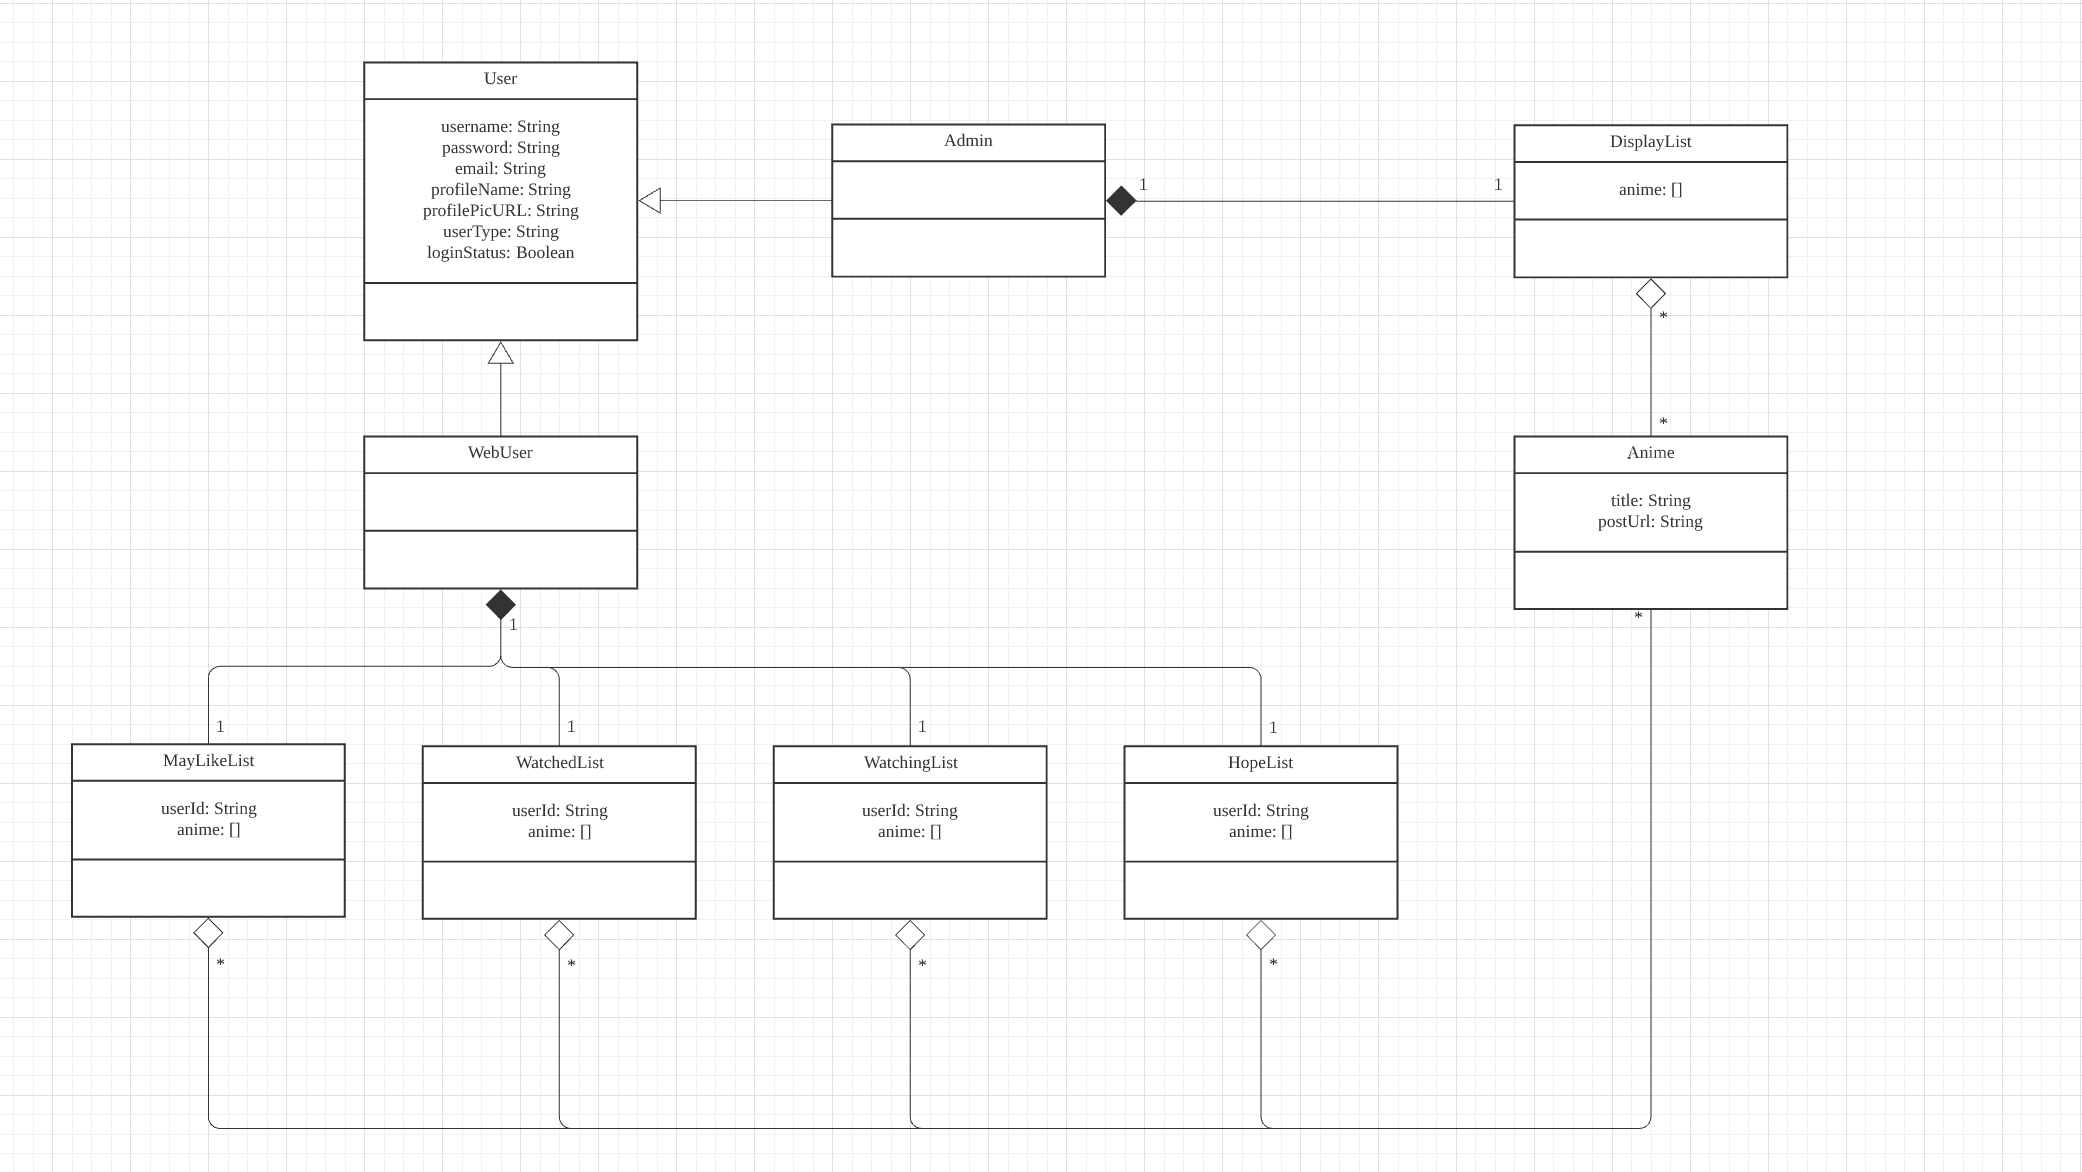 User
username: String
password: String
email: String
profileName: String
profilePicURL: String
userType: String
loginStatus: Boolean
Admin
1
1
DisplayList
anime: []
*
*
WebUser
Anime
title: String
postUrl: String
*
1
1
1
1
1
MayLikeList
userId: String
anime: []
WatchedList
userId: String
anime: []
WatchingList
userId: String
anime: []
HopeList
userId: String
anime: []
*
*
*
*